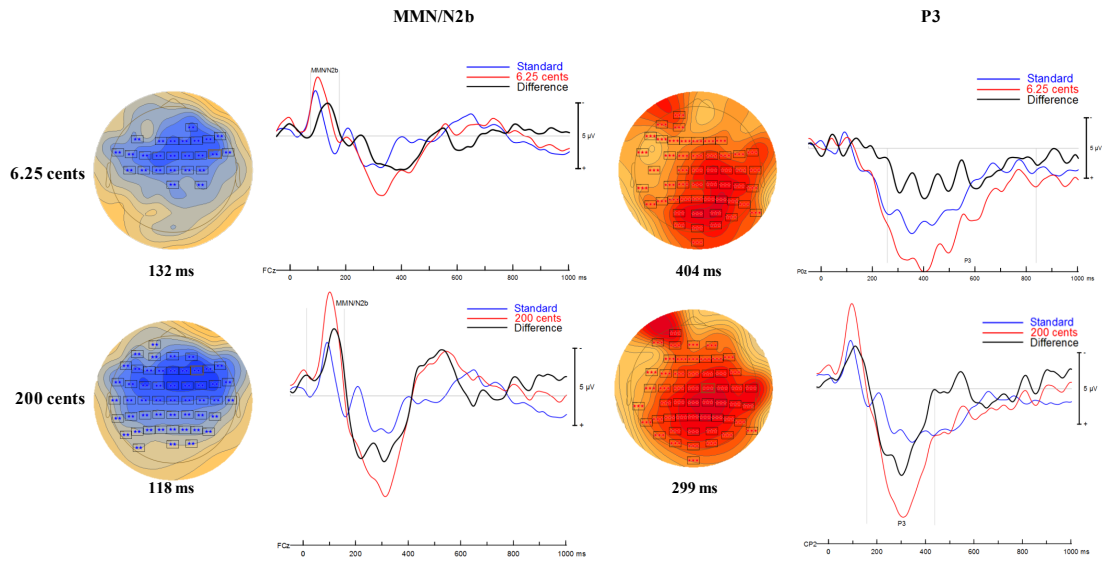 MMN/N2b
P3
MMN/N2b
Standard
6.25 cents
Difference
-
5 µV
+
Standard
6.25 cents
Difference
-
5 µV
+
6.25 cents
132 ms
FCz
0 200 400 600 800 1000 ms
404 ms
P3
POz
0 200 400 600 800 1000 ms
MMN/N2b
Standard
200 cents
Difference
-
5 µV
+
Standard
200 cents
Difference
-
5 µV
+
200 cents
118 ms
FCz
0 200 400 600 800 1000 ms
299 ms
P3
CP2
0 200 400 600 800 1000 ms